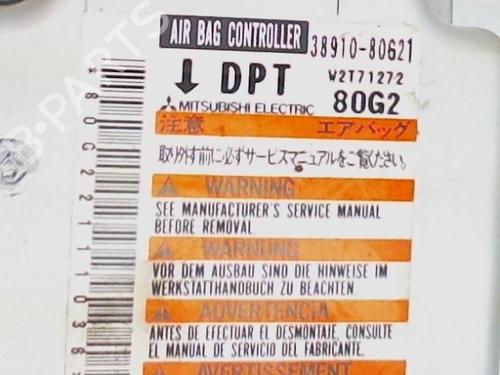 AIR BAG CONTROLLER 38910-80G21
DPT W2T71272
MITSUBISHI ELECTRIC 80G2
注意 エアバッグ
取り外す前に必ずサービスマニュアルをご覧ください。
WARNING
SEE MANUFACTURER'S SERVICE MANUAL
BEFORE REMOVAL.
WARNUNG
VOR DEM AUSBAU SIND DIE HINWEISE IM
WERKSTATTHANDBUCH ZU BEACHTEN.
ADVERTENCIA
ANTES DE EFECTUAR EL DESMONTAJE, CONSULTE
EL MANUAL DE SERVICIO DEL FABRICANTE.
AVERTISSEMENT